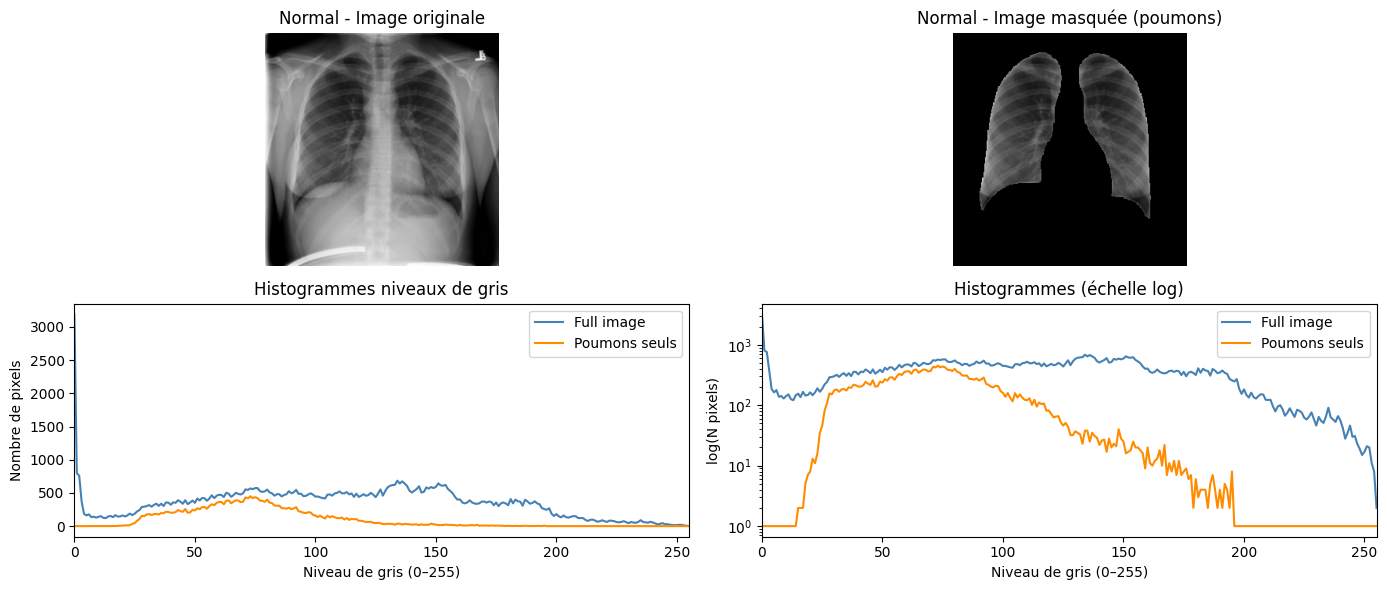 Normal - Image originale
Normal - Image masquée (poumons)
L
Histogrammes niveaux de gris
Nombre de pixels
3000
2500
2000
1500
1000
500
0
Full image
Poumons seuls
0 50 100 150 200 250
Niveau de gris (0–255)
Histogrammes (échelle log)
log(N pixels)
10³
10²
10¹
10⁰
Full image
Poumons seuls
0 50 100 150 200 250
Niveau de gris (0–255)